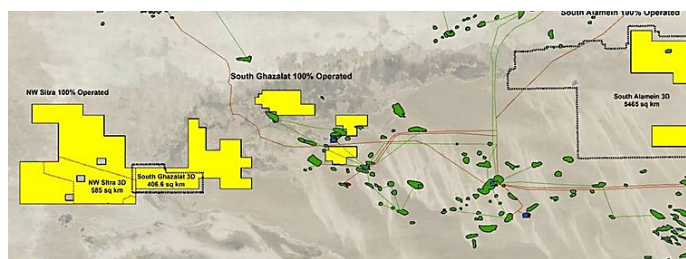 South Alamein 100% Operated
South Ghazalat 100% Operated
NW Sitra 100% Operated
South Alamein 3D
5465 sq km
South Ghazalat 3D
406.6 sq km
NW Sitra 3D
585 sq km